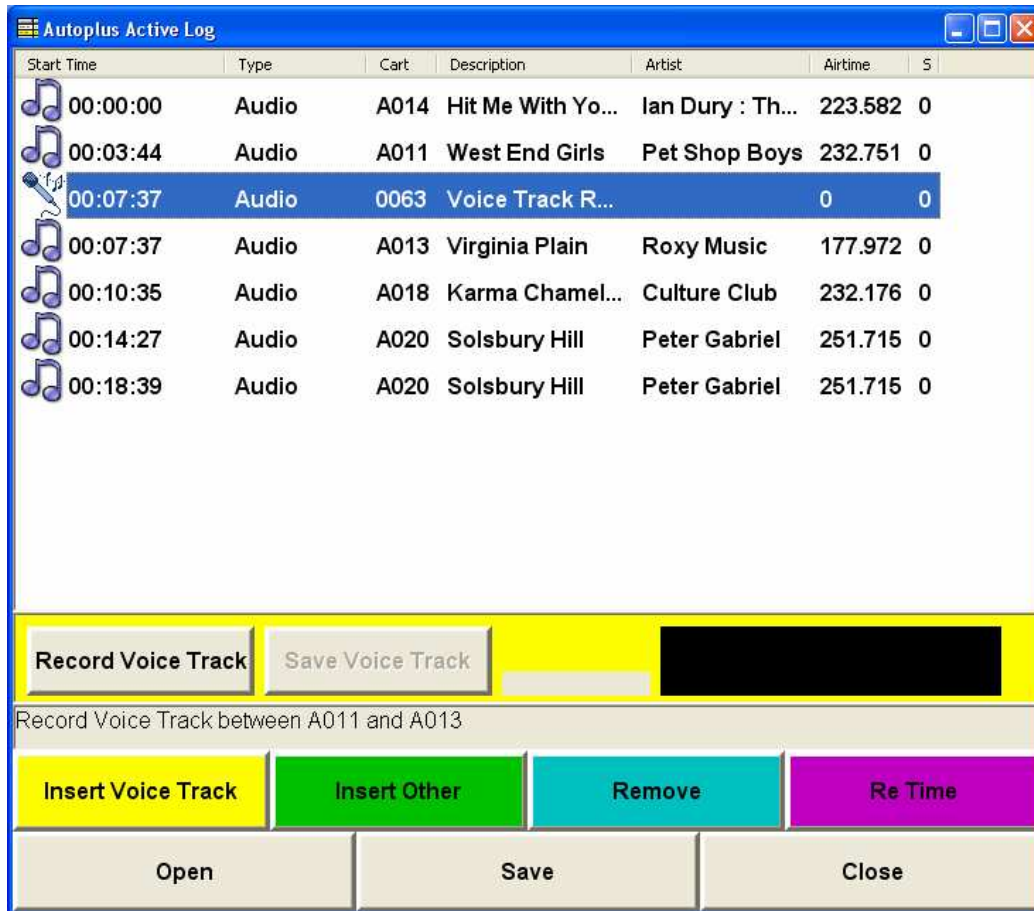 Autoplus Active Log
Start Time Type Cart Description Artist Airtime S
00:00:00 Audio A014 Hit Me With Yo... Ian Dury : Th... 223.582 0
00:03:44 Audio A011 West End Girls Pet Shop Boys 232.751 0
00:07:37 Audio 0063 Voice Track R... 0 0
00:07:37 Audio A013 Virginia Plain Roxy Music 177.972 0
00:10:35 Audio A018 Karma Chamel... Culture Club 232.176 0
00:14:27 Audio A020 Solsbury Hill Peter Gabriel 251.715 0
00:18:39 Audio A020 Solsbury Hill Peter Gabriel 251.715 0
Record Voice Track Save Voice Track
Record Voice Track between A011 and A013
Insert Voice Track Insert Other Remove Re Time
Open Save Close